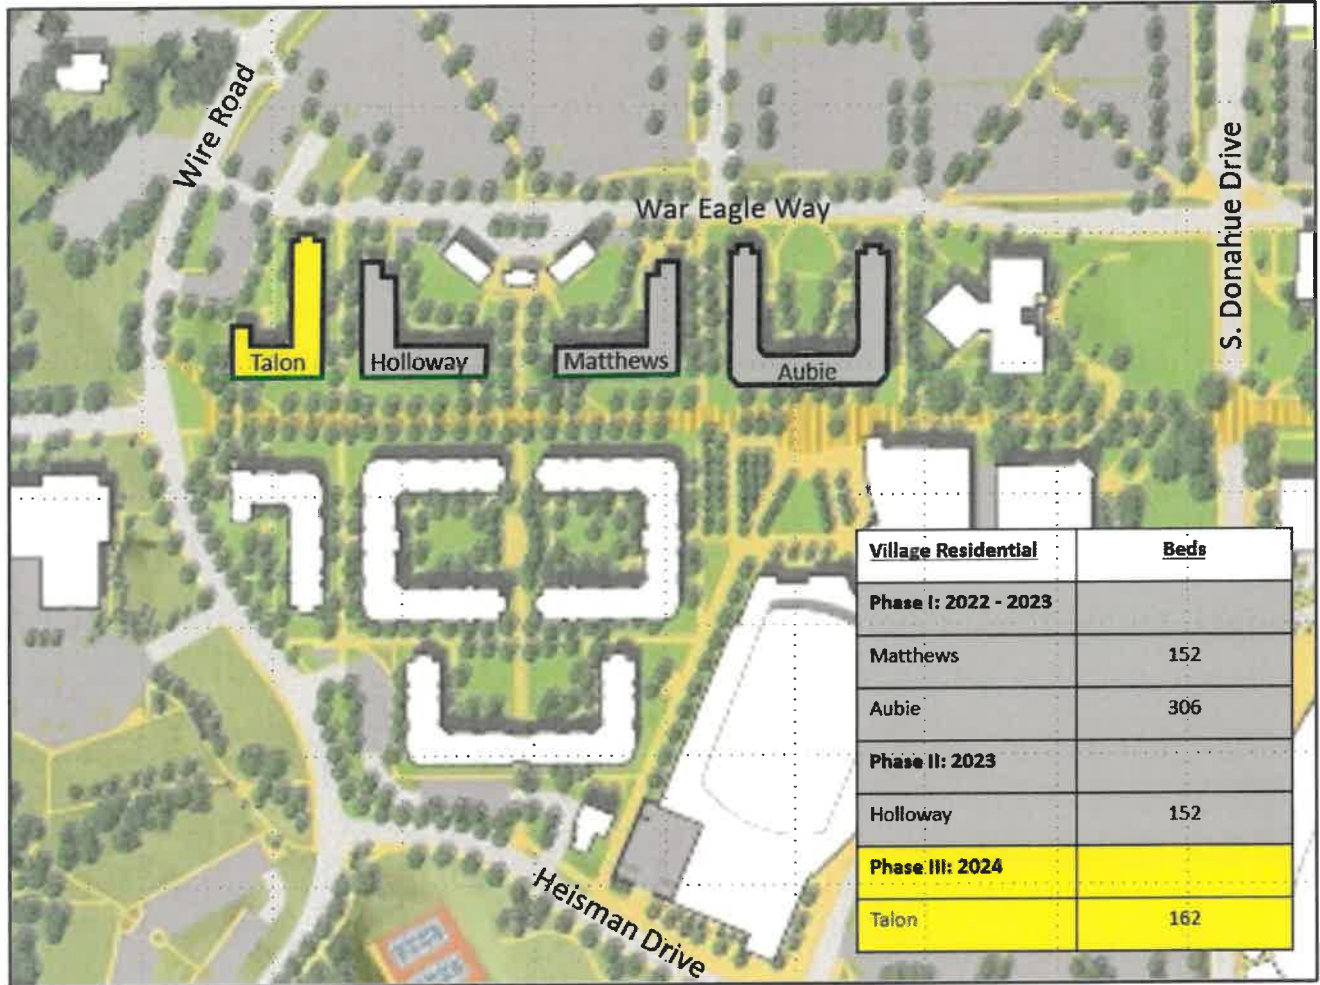 Wire Road
War Eagle Way
S. Donahue Drive
Talon
Holloway
Matthews
Aubie
Heisman Drive
Village Residential Beds
Phase I: 2022 - 2023
Matthews 152
Aubie 306
Phase II: 2023
Holloway 152
Phase III: 2024
Talon 162